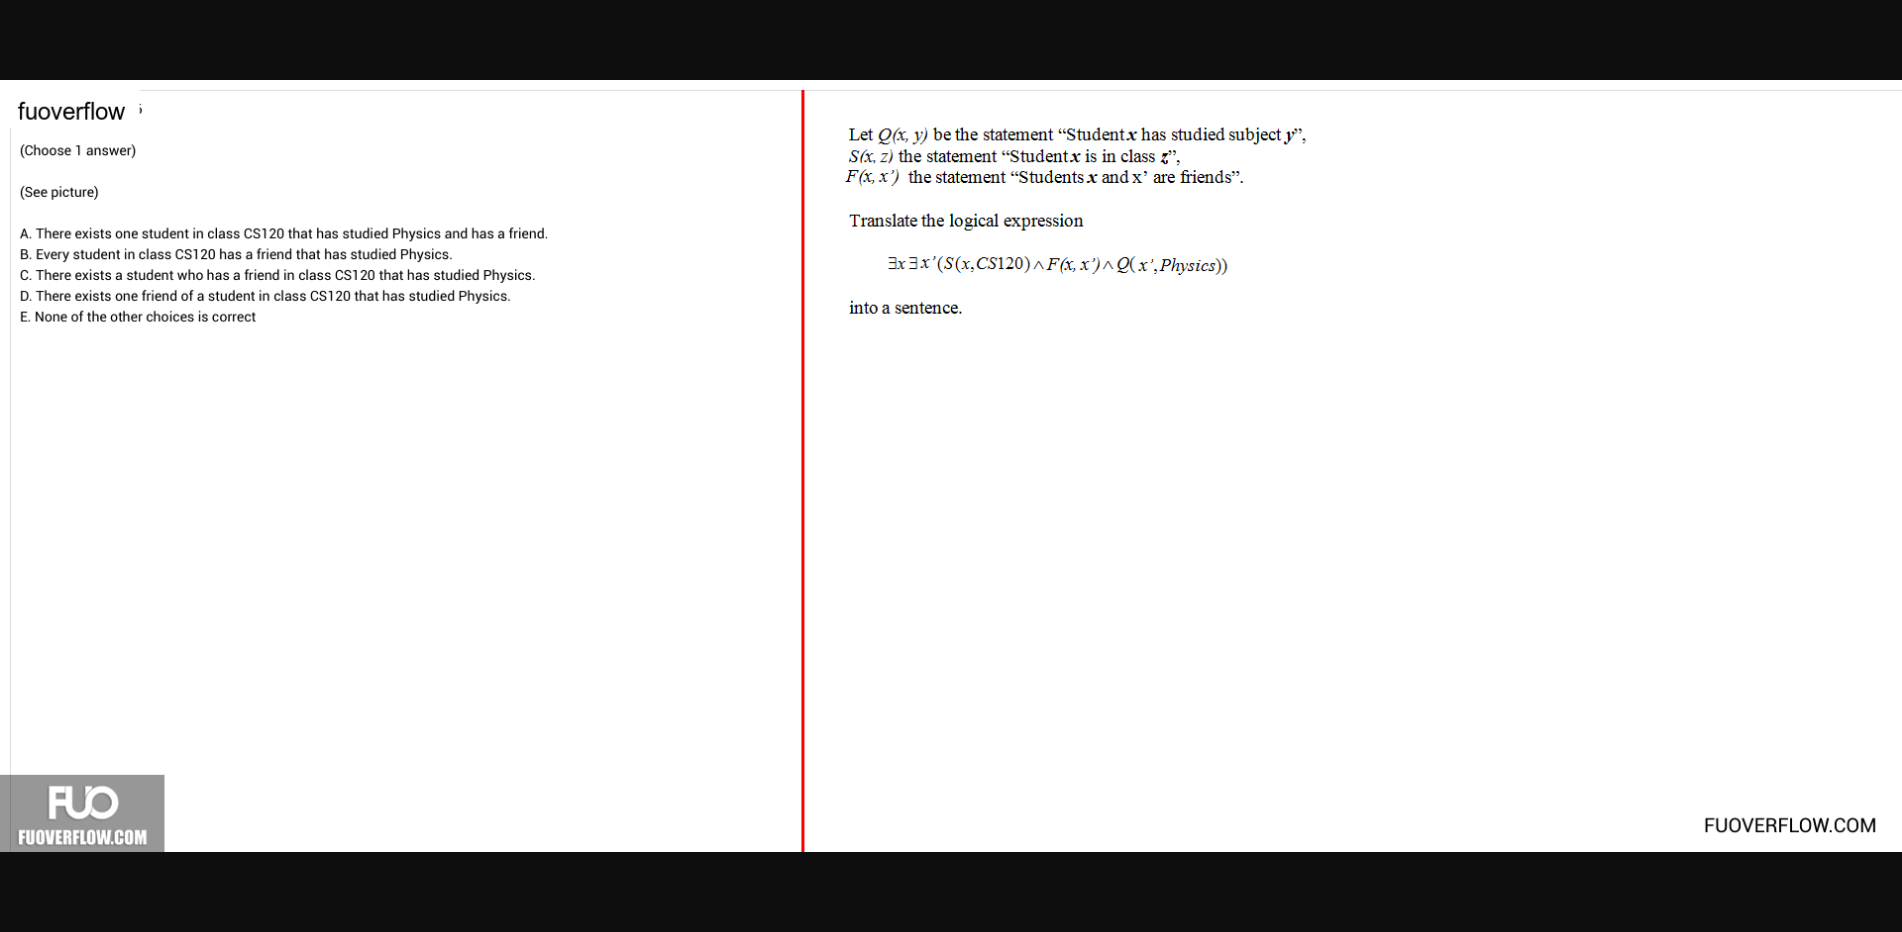 fuoverflow
(Choose 1 answer)
(See picture)
A. There exists one student in class CS120 that has studied Physics and has a friend.
B. Every student in class CS120 has a friend that has studied Physics.
C. There exists a student who has a friend in class CS120 that has studied Physics.
D. There exists one friend of a student in class CS120 that has studied Physics.
E. None of the other choices is correct
Let Q(x, y) be the statement “Student x has studied subject y”,
S(x, z) the statement “Student x is in class z”,
F(x, x’) the statement “Students x and x’ are friends”.
Translate the logical expression
∃x∃x’(S(x,CS120)∧F(x, x’)∧Q(x’,Physics))
into a sentence.
FUO
FUOVERFLOW.COM
FUOVERFLOW.COM